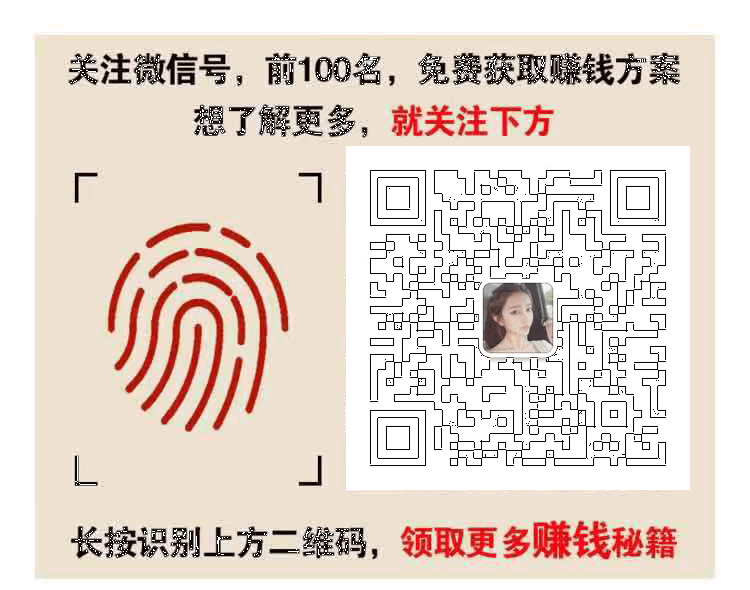 关注微信号，前100名，免费获取赚钱方案
想了解更多，就关注下方
长按识别上方二维码，领取更多赚钱秘籍